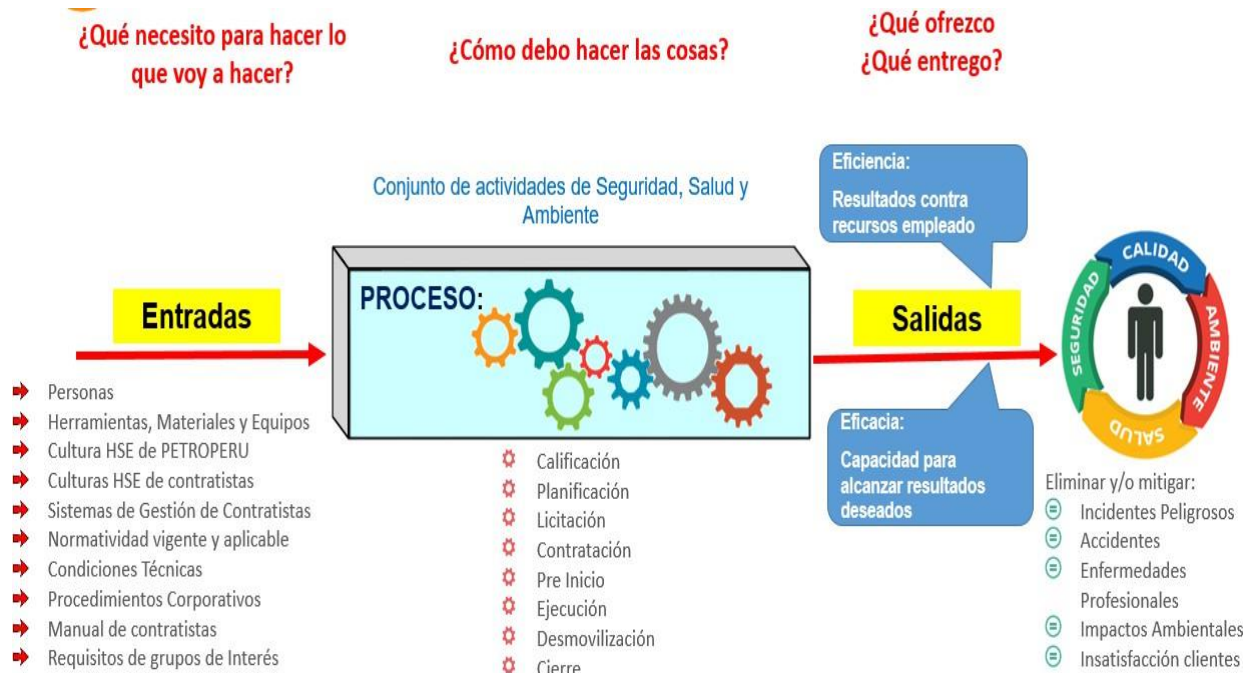 ¿Qué necesito para hacer lo
que voy a hacer?
¿Cómo debo hacer las cosas?
¿Qué ofrezco
¿Qué entrego?
Conjunto de actividades de Seguridad, Salud y
Ambiente
Eficiencia:
Resultados contra
recursos empleado
Entradas
PROCESO:
Salidas
CALIDAD
AMBIENTE
SALUD
SEGURIDAD
Personas
Herramientas, Materiales y Equipos
Cultura HSE de PETROPERU
Culturas HSE de contratistas
Sistemas de Gestión de Contratistas
Normatividad vigente y aplicable
Condiciones Técnicas
Procedimientos Corporativos
Manual de contratistas
Requisitos de grupos de Interés
Calificación
Planificación
Licitación
Contratación
Pre Inicio
Ejecución
Desmovilización
Cierre
Eficacia:
Capacidad para
alcanzar resultados
deseados
Eliminar y/o mitigar:
Incidentes Peligrosos
Accidentes
Enfermedades
Profesionales
Impactos Ambientales
Insatisfacción clientes